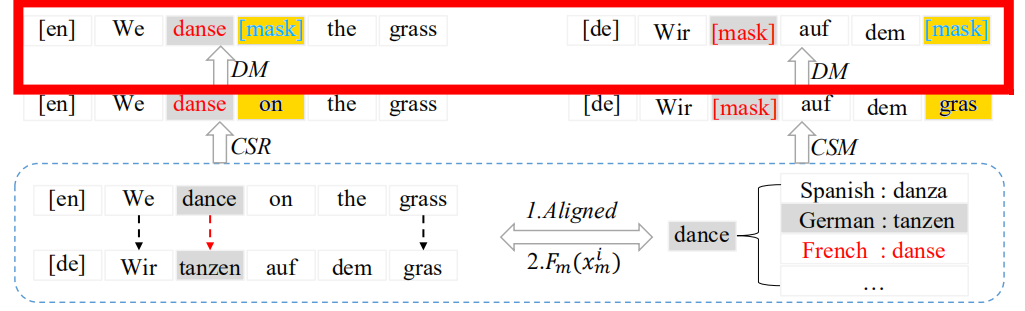 [en] We danse [mask] the grass [de] Wir [mask] auf dem [mask]
DM DM
[en] We danse on the grass [de] Wir [mask] auf dem gras
CSR CSM
[en] We dance on the grass
[de] Wir tanzen auf dem gras
1.Aligned
2.Fₘ(xₘⁱ)
dance
Spanish : danza
German : tanzen
French : danse
...